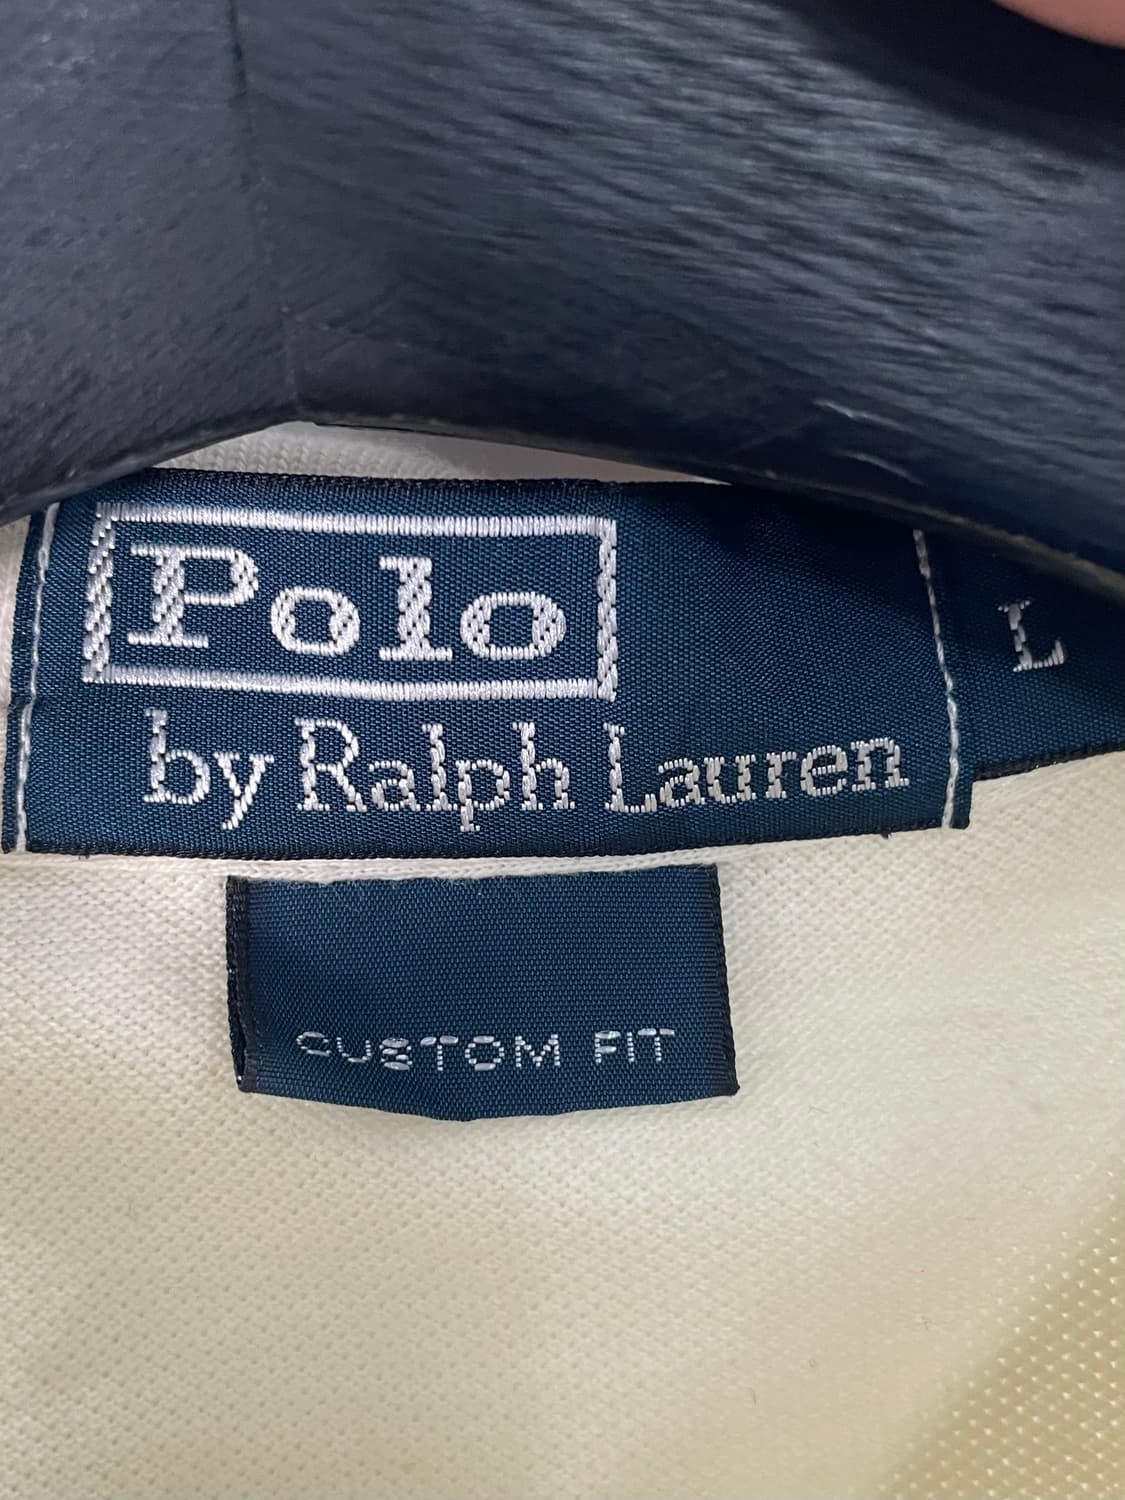 Polo
by Ralph Lauren
L
CUSTOM FIT